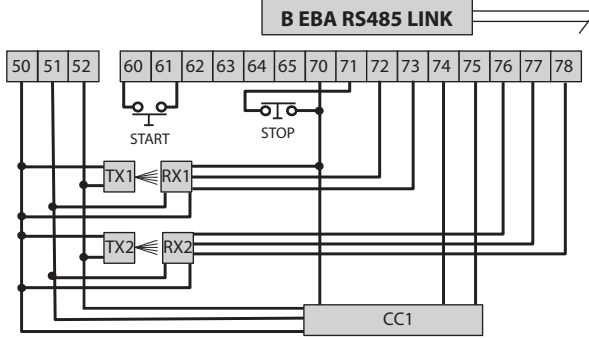 B EBA RS485 LINK
50 51 52 60 61 62 63 64 65 70 71 72 73 74 75 76 77 78
START
STOP
TX1 RX1
TX2 RX2
CC1